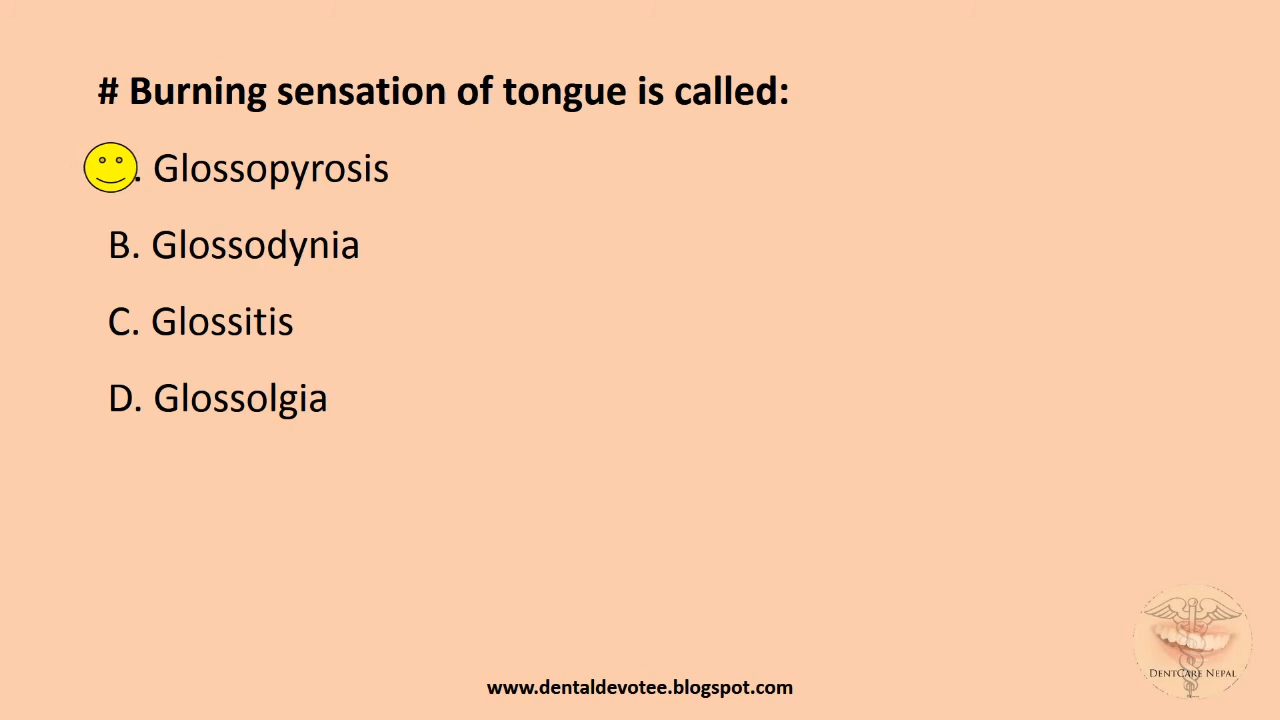 # Burning sensation of tongue is called:
. Glossopyrosis
B. Glossodynia
C. Glossitis
D. Glossolgia
DENTCARE NEPAL
www.dentaldevotee.blogspot.com